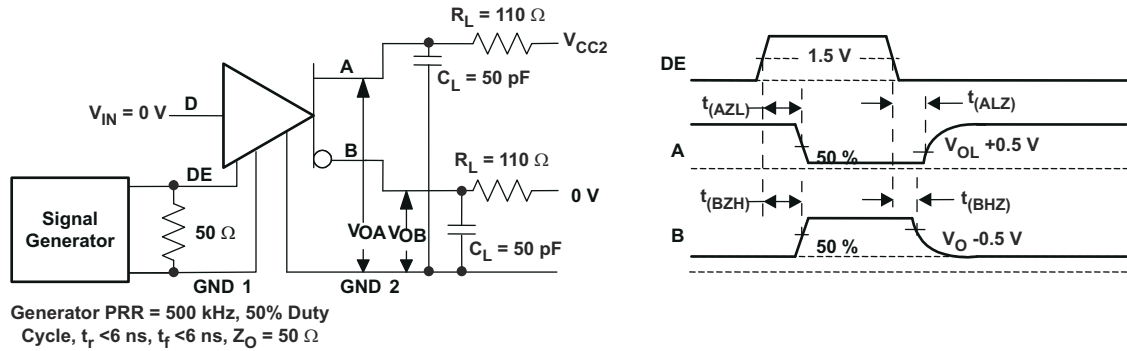 R_L = 110 Ω
V_CC2
A
C_L = 50 pF
V_IN = 0 V
D
B
R_L = 110 Ω
0 V
DE
Signal
Generator
50 Ω
VOA
VOB
C_L = 50 pF
GND 1
GND 2
Generator PRR = 500 kHz, 50% Duty
Cycle, t_r <6 ns, t_f <6 ns, Z_O = 50 Ω
DE
1.5 V
t_(AZL)
t_(ALZ)
A
50 %
V_OL +0.5 V
t_(BZH)
t_(BHZ)
B
50 %
V_O -0.5 V